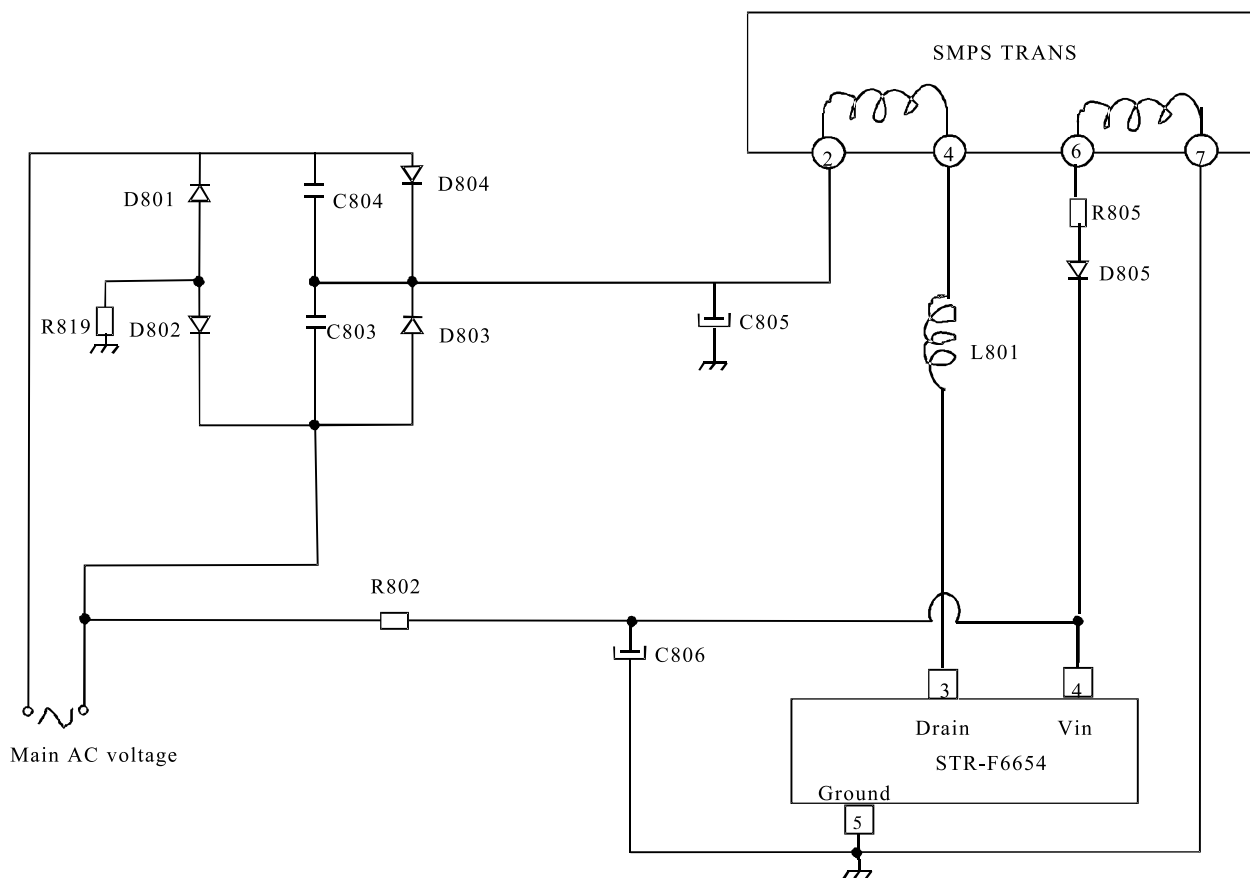 SMPS TRANS
2
4
6
7
D801
C804
D804
R805
D805
R819
D802
C803
D803
C805
L801
R802
C806
3
4
Main AC voltage
Drain
Vin
STR-F6654
Ground
5